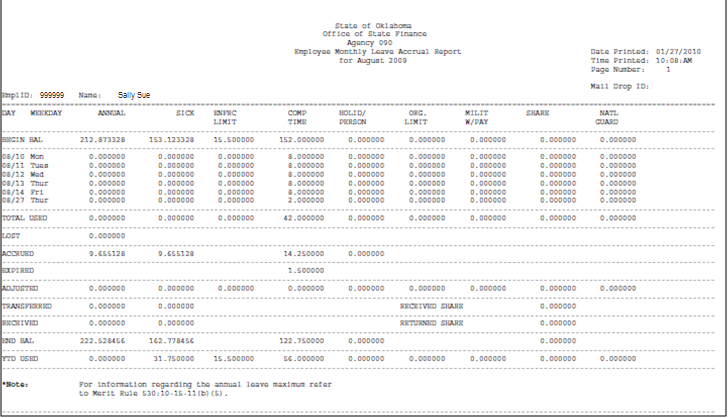 State of Oklahoma
Office of State Finance
Agency 090
Employee Monthly Leave Accrual Report
for August 2009
Date Printed: 01/27/2010
Time Printed: 10:08:AM
Page Number: 1
Mail Drop ID:
EmplID: 999999 Name: Sally Sue
DAY WEEKDAY ANNUAL SICK ENFRC LIMIT COMP TIME HOLID/ PERSON ORG. LIMIT MILIT W/PAY SHARE NATL GUARD
BEGIN BAL 212.873328 153.123328 15.500000 152.000000 0.000000 0.000000 0.000000 0.000000 0.000000
08/10 Mon 0.000000 0.000000 0.000000 8.000000 0.000000 0.000000 0.000000 0.000000 0.000000
08/11 Tues 0.000000 0.000000 0.000000 8.000000 0.000000 0.000000 0.000000 0.000000 0.000000
08/12 Wed 0.000000 0.000000 0.000000 8.000000 0.000000 0.000000 0.000000 0.000000 0.000000
08/13 Thur 0.000000 0.000000 0.000000 8.000000 0.000000 0.000000 0.000000 0.000000 0.000000
08/14 Fri 0.000000 0.000000 0.000000 8.000000 0.000000 0.000000 0.000000 0.000000 0.000000
08/27 Thur 0.000000 0.000000 0.000000 2.000000 0.000000 0.000000 0.000000 0.000000 0.000000
TOTAL USED 0.000000 0.000000 0.000000 42.000000 0.000000 0.000000 0.000000 0.000000 0.000000
LOST 0.000000
ACCRUED 9.655128 9.655128 14.250000 0.000000
EXPIRED 1.500000
ADJUSTED 0.000000 0.000000 0.000000 0.000000 0.000000 0.000000 0.000000 0.000000 0.000000
TRANSFERRED 0.000000 0.000000 RECEIVED SHARE 0.000000
RECEIVED 0.000000 0.000000 RETURNED SHARE 0.000000
END BAL 222.528456 162.778456 122.750000 0.000000 0.000000
YTD USED 0.000000 31.750000 15.500000 56.000000 0.000000 0.000000 0.000000 0.000000 0.000000
*Note: For information regarding the annual leave maximum refer
to Merit Rule 530:10-15-11(b)(5).